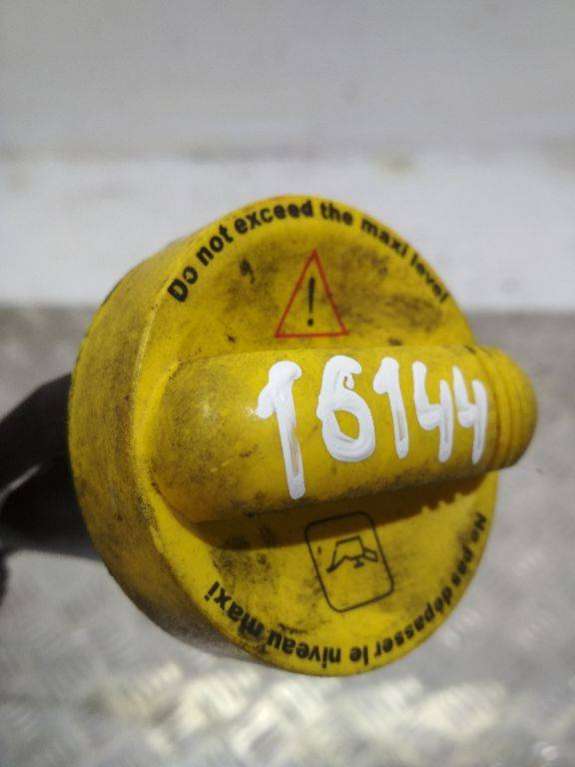 Do not exceed the maxi level
!
16144
Ne pas dépasser le niveau maxi